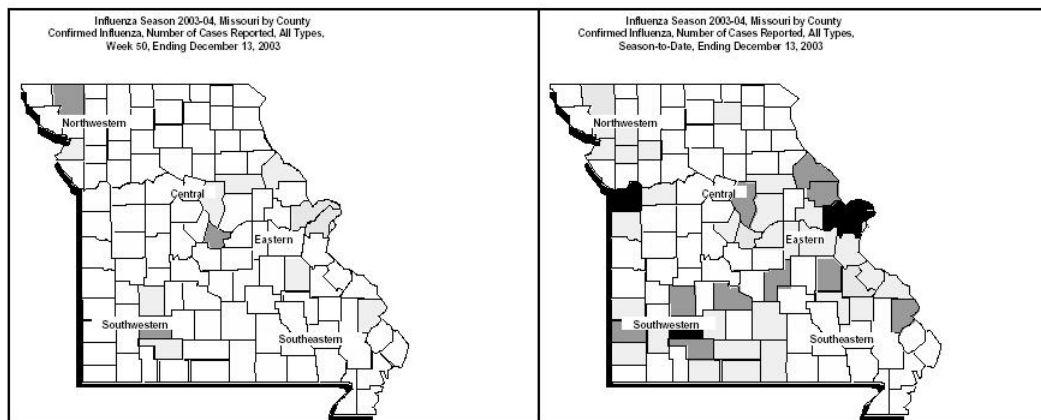 Influenza Season 2003-04, Missouri by County
Confirmed Influenza, Number of Cases Reported, All Types,
Week 50, Ending December 13, 2003
Northwestern
Central
Eastern
Southwestern
Southeastern
Influenza Season 2003-04, Missouri by County
Confirmed Influenza, Number of Cases Reported, All Types,
Season-to-Date, Ending December 13, 2003
Northwestern
Central
Eastern
Southwestern
Southeastern